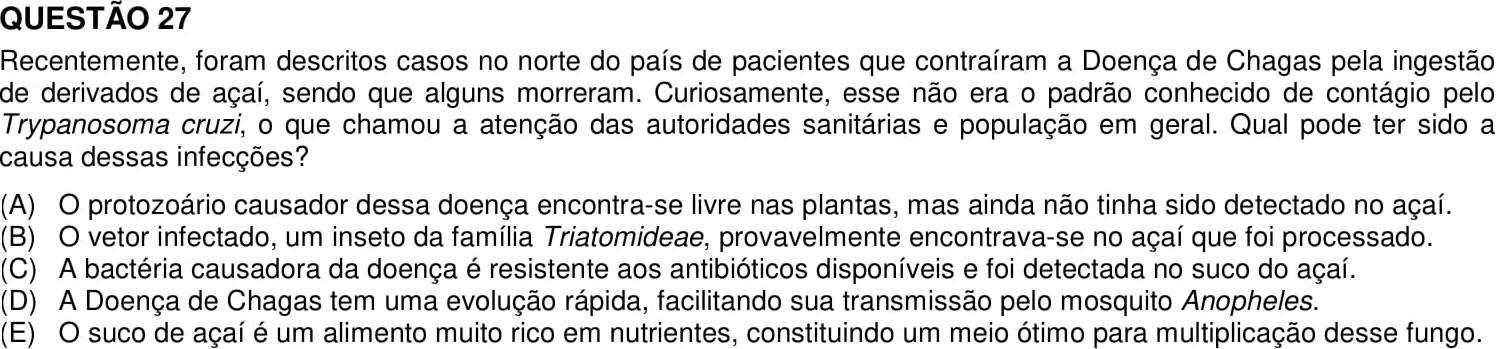 QUESTÃO 27
Recentemente, foram descritos casos no norte do país de pacientes que contraíram a Doença de Chagas pela ingestão
de derivados de açaí, sendo que alguns morreram. Curiosamente, esse não era o padrão conhecido de contágio pelo
Trypanosoma cruzi, o que chamou a atenção das autoridades sanitárias e população em geral. Qual pode ter sido a
causa dessas infecções?
(A) O protozoário causador dessa doença encontra-se livre nas plantas, mas ainda não tinha sido detectado no açaí.
(B) O vetor infectado, um inseto da família Triatomideae, provavelmente encontrava-se no açaí que foi processado.
(C) A bactéria causadora da doença é resistente aos antibióticos disponíveis e foi detectada no suco do açaí.
(D) A Doença de Chagas tem uma evolução rápida, facilitando sua transmissão pelo mosquito Anopheles.
(E) O suco de açaí é um alimento muito rico em nutrientes, constituindo um meio ótimo para multiplicação desse fungo.